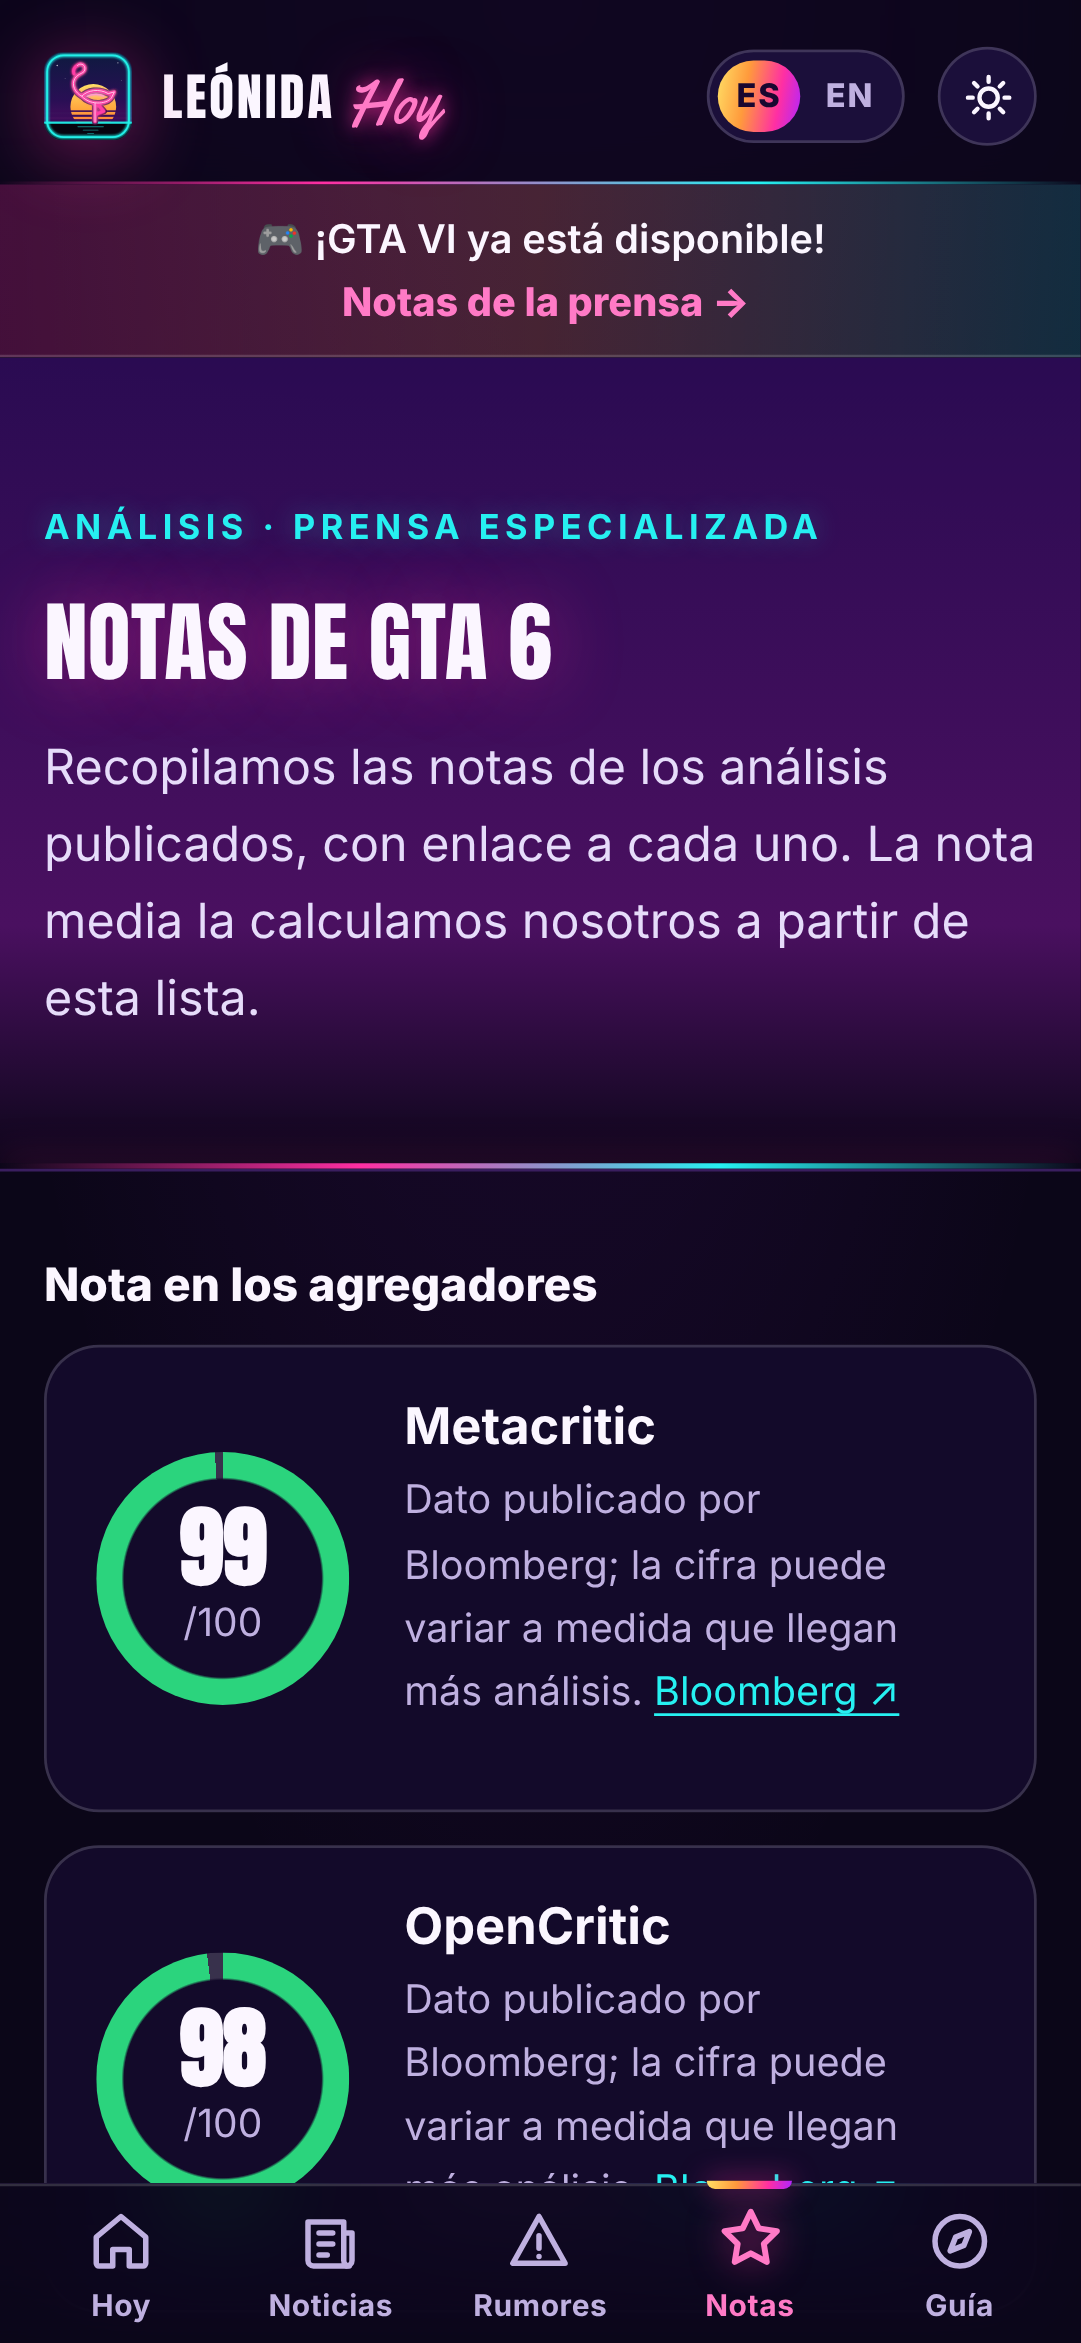 LEÓNIDA Hoy
ES EN
🎮 ¡GTA VI ya está disponible!
Notas de la prensa →
ANÁLISIS · PRENSA ESPECIALIZADA
NOTAS DE GTA 6
Recopilamos las notas de los análisis
publicados, con enlace a cada uno. La nota
media la calculamos nosotros a partir de
esta lista.
Nota en los agregadores
Metacritic
99
/100
Dato publicado por
Bloomberg; la cifra puede
variar a medida que llegan
más análisis. Bloomberg ↗
OpenCritic
98
/100
Dato publicado por
Bloomberg; la cifra puede
variar a medida que llegan
Hoy
Noticias
Rumores
Notas
Guía